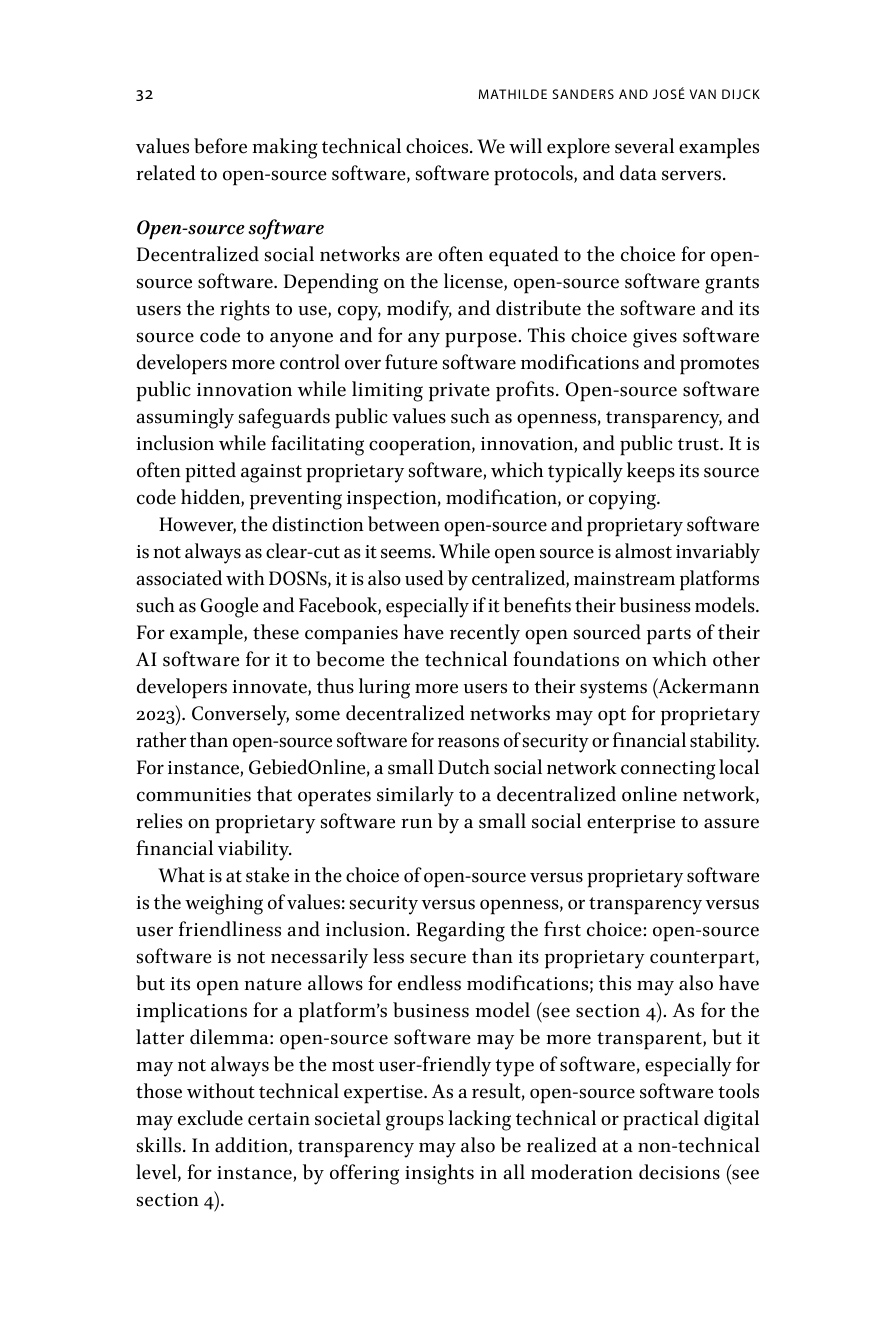 32
MATHILDE SANDERS AND JOSÉ VAN DIJCK
values before making technical choices. We will explore several examples
related to open-source software, software protocols, and data servers.
Open-source software
Decentralized social networks are often equated to the choice for open-
source software. Depending on the license, open-source software grants
users the rights to use, copy, modify, and distribute the software and its
source code to anyone and for any purpose. This choice gives software
developers more control over future software modifications and promotes
public innovation while limiting private profits. Open-source software
assumingly safeguards public values such as openness, transparency, and
inclusion while facilitating cooperation, innovation, and public trust. It is
often pitted against proprietary software, which typically keeps its source
code hidden, preventing inspection, modification, or copying.
However, the distinction between open-source and proprietary software
is not always as clear-cut as it seems. While open source is almost invariably
associated with DOSNs, it is also used by centralized, mainstream platforms
such as Google and Facebook, especially if it benefits their business models.
For example, these companies have recently open sourced parts of their
AI software for it to become the technical foundations on which other
developers innovate, thus luring more users to their systems (Ackermann
2023). Conversely, some decentralized networks may opt for proprietary
rather than open-source software for reasons of security or financial stability.
For instance, GebiedOnline, a small Dutch social network connecting local
communities that operates similarly to a decentralized online network,
relies on proprietary software run by a small social enterprise to assure
financial viability.
What is at stake in the choice of open-source versus proprietary software
is the weighing of values: security versus openness, or transparency versus
user friendliness and inclusion. Regarding the first choice: open-source
software is not necessarily less secure than its proprietary counterpart,
but its open nature allows for endless modifications; this may also have
implications for a platform's business model (see section 4). As for the
latter dilemma: open-source software may be more transparent, but it
may not always be the most user-friendly type of software, especially for
those without technical expertise. As a result, open-source software tools
may exclude certain societal groups lacking technical or practical digital
skills. In addition, transparency may also be realized at a non-technical
level, for instance, by offering insights in all moderation decisions (see
section 4).